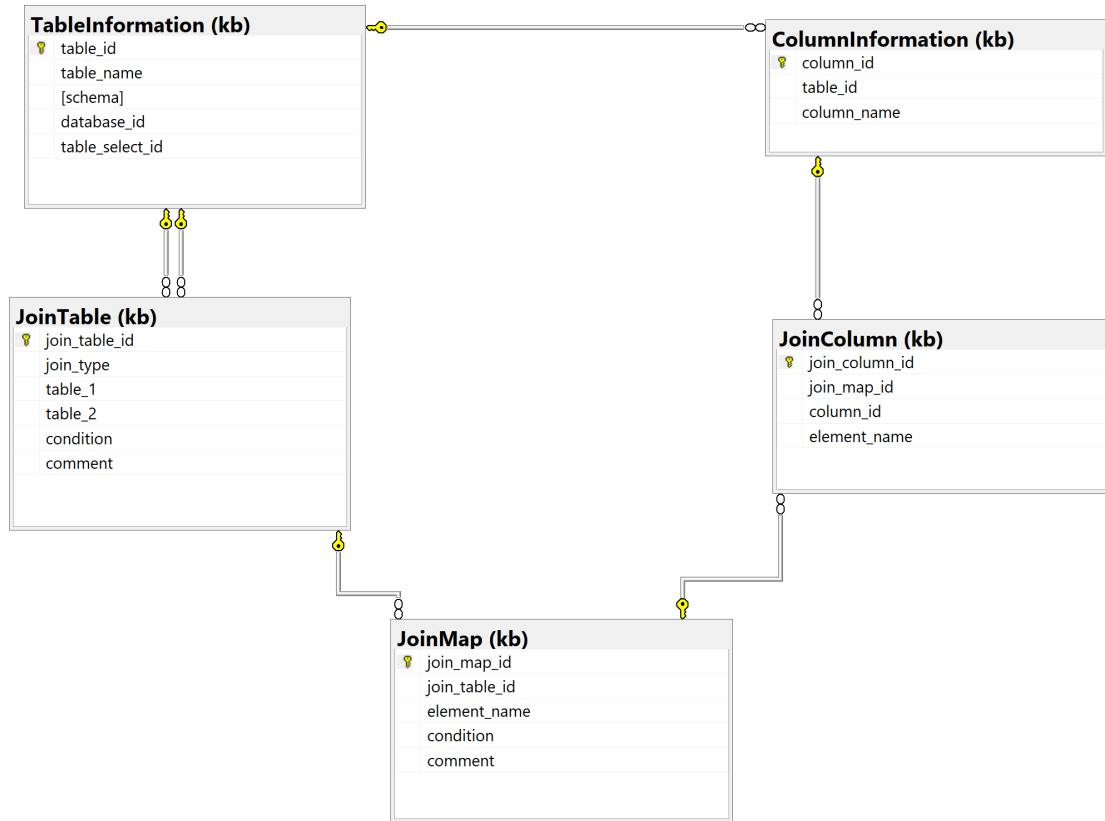 TableInformation (kb)
table_id
table_name
[schema]
database_id
table_select_id
ColumnInformation (kb)
column_id
table_id
column_name
JoinTable (kb)
join_table_id
join_type
table_1
table_2
condition
comment
JoinColumn (kb)
join_column_id
join_map_id
column_id
element_name
JoinMap (kb)
join_map_id
join_table_id
element_name
condition
comment